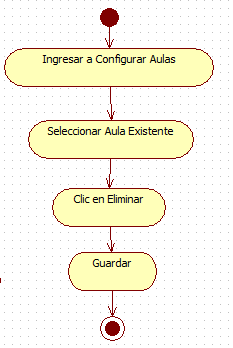 Ingresar a Configurar Aulas
Seleccionar Aula Existente
Clic en Eliminar
Guardar